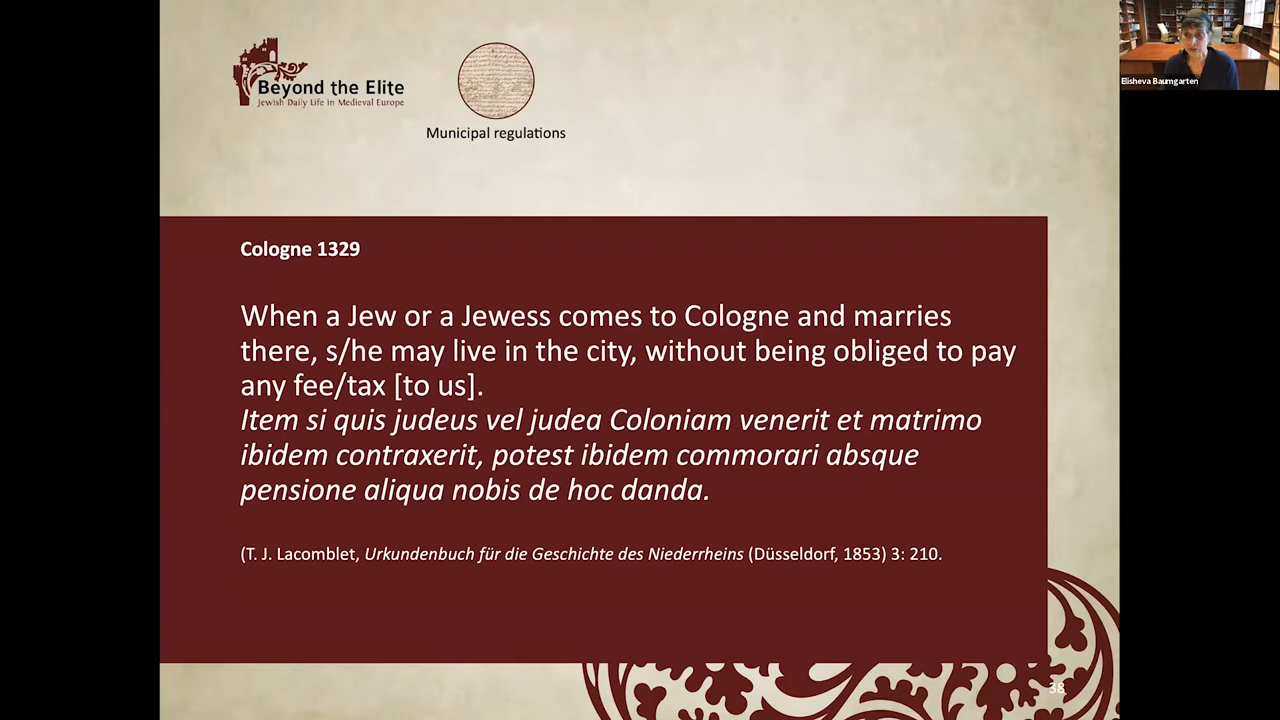 Beyond the Elite
Jewish Daily Life in Medieval Europe
Municipal regulations
Elisheva Baumgarten
Cologne 1329
When a Jew or a Jewess comes to Cologne and marries
there, s/he may live in the city, without being obliged to pay
any fee/tax [to us].
Item si quis judeus vel judea Coloniam venerit et matrimo
ibidem contraxerit, potest ibidem commorari absque
pensione aliqua nobis de hoc danda.
(T. J. Lacomblet, Urkundenbuch für die Geschichte des Niederrheins (Düsseldorf, 1853) 3: 210.
38